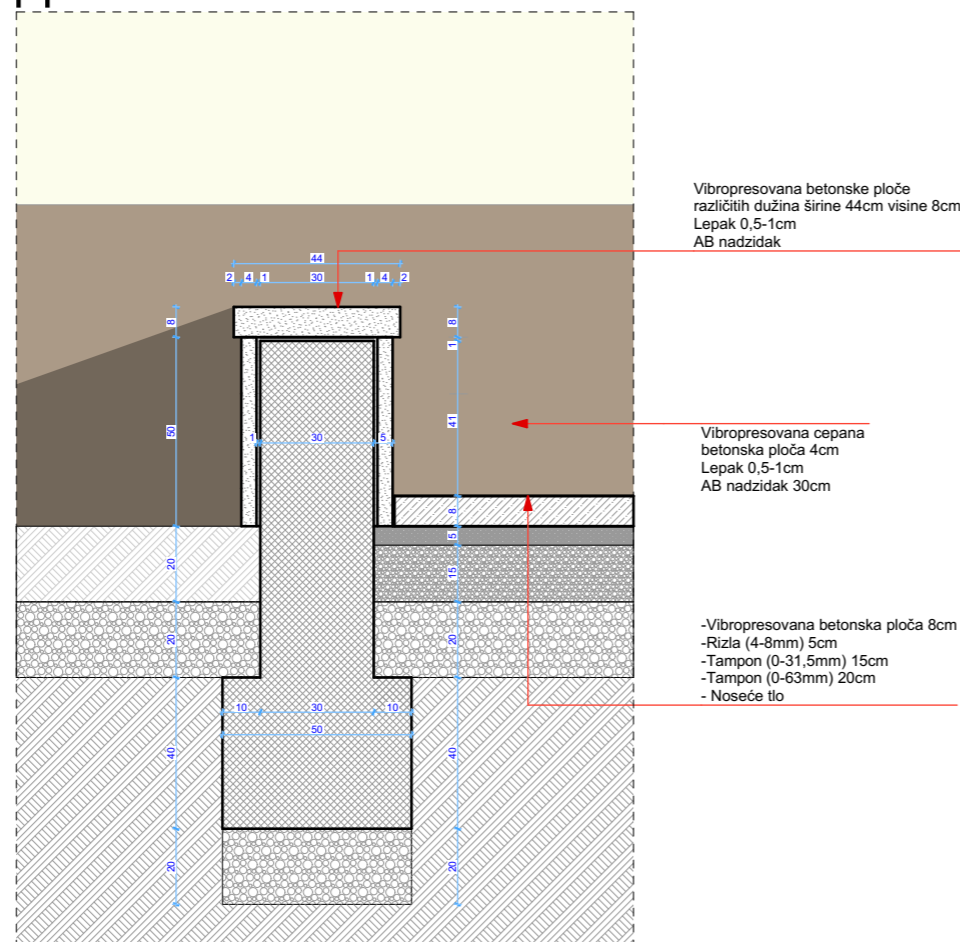 Vibropresovana betonske ploče
različitih dužina širine 44cm visine 8cm
Lepak 0,5-1cm
AB nadzidak
44
2 4 1 30 1 4 2
8
50
20
20
40
20
8
1
41
8
5
15
20
40
20
1 30 5
Vibropresovana cepana
betonska ploča 4cm
Lepak 0,5-1cm
AB nadzidak 30cm
-Vibropresovana betonska ploča 8cm
-Rizla (4-8mm) 5cm
-Tampon (0-31,5mm) 15cm
-Tampon (0-63mm) 20cm
- Noseće tlo
10 30 10
50